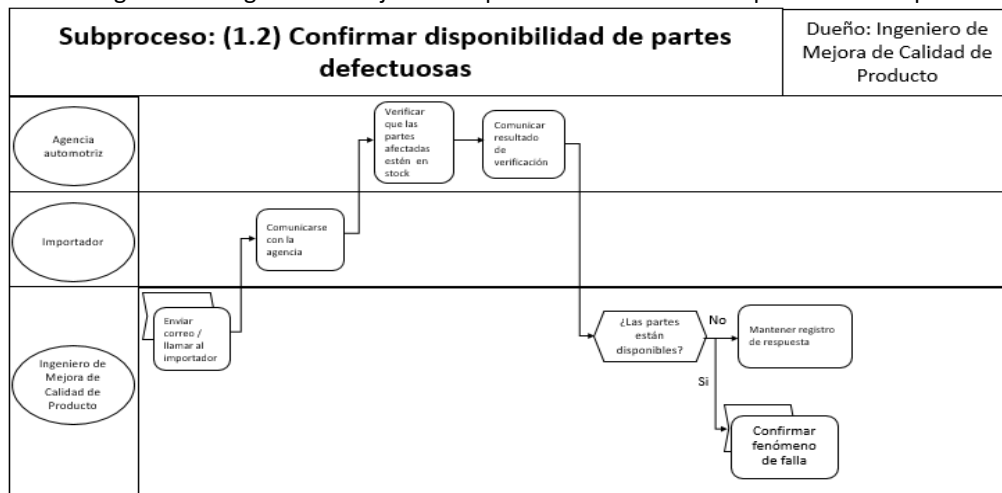 Subproceso: (1.2) Confirmar disponibilidad de partes
defectuosas
Dueño: Ingeniero de
Mejora de Calidad de
Producto
Agencia
automotriz
Verificar
que las
partes
afectadas
estén en
stock
Comunicar
resultado
de
verificación
Importador
Comunicarse
con la
agencia
Ingeniero de
Mejora de
Calidad de
Producto
Enviar
correo /
llamar al
importador
¿Las partes
están
disponibles?
No
Mantener registro
de respuesta
Si
Confirmar
fenómeno
de falla